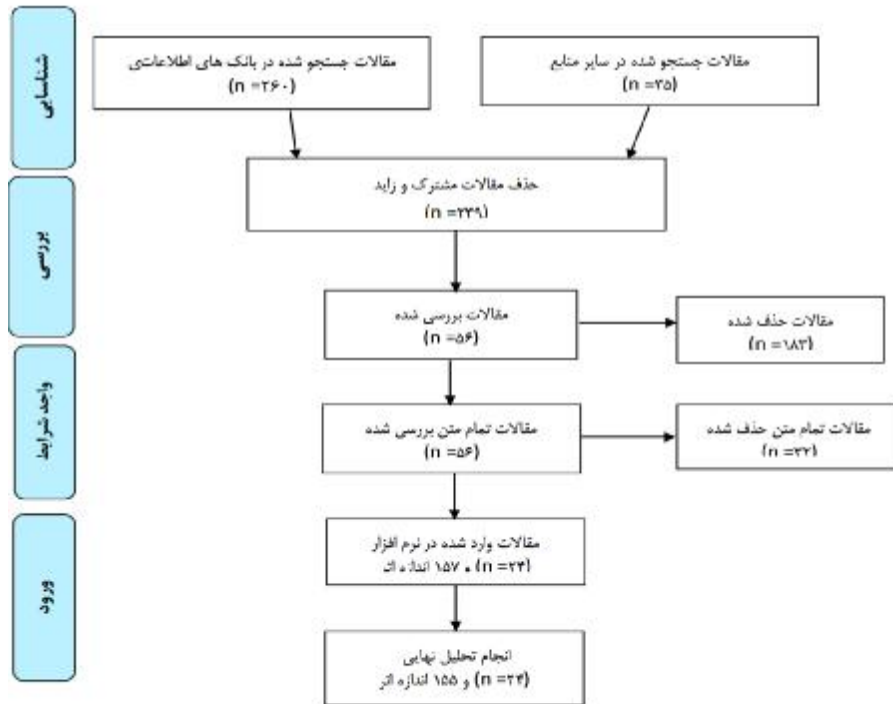 شناسایی
مقالات جستجو شده در بانک های اطلاعاتی
(n =۲۶۰)
مقالات جستجو شده در سایر منابع
(n =۳۵)
حذف مقالات مشترک و زاید
(n =۲۳۹)
بررسی
مقالات بررسی شده
(n =۵۶)
مقالات حذف شده
(n =۱۸۳)
واجد شرایط
مقالات تمام متن بررسی شده
(n =۵۶)
مقالات تمام متن حذف شده
(n =۳۲)
ورود
مقالات وارد شده در نرم افزار
(n =۲۴) و ۱۵۷ اندازه اثر
انجام تحلیل نهایی
(n =۲۴) و ۱۵۵ اندازه اثر